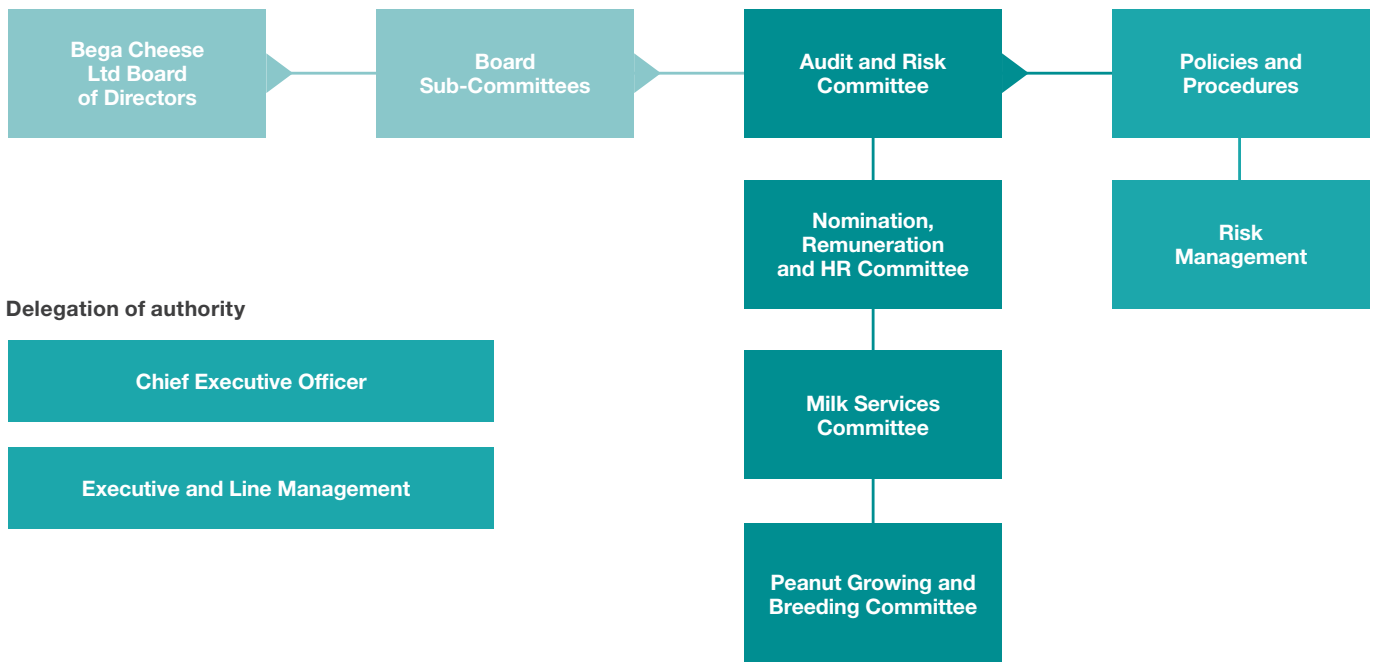 Bega Cheese
Ltd Board
of Directors
Board
Sub-Committees
Audit and Risk
Committee
Policies and
Procedures
Nomination,
Remuneration
and HR Committee
Risk
Management
Delegation of authority
Chief Executive Officer
Milk Services
Committee
Executive and Line Management
Peanut Growing and
Breeding Committee